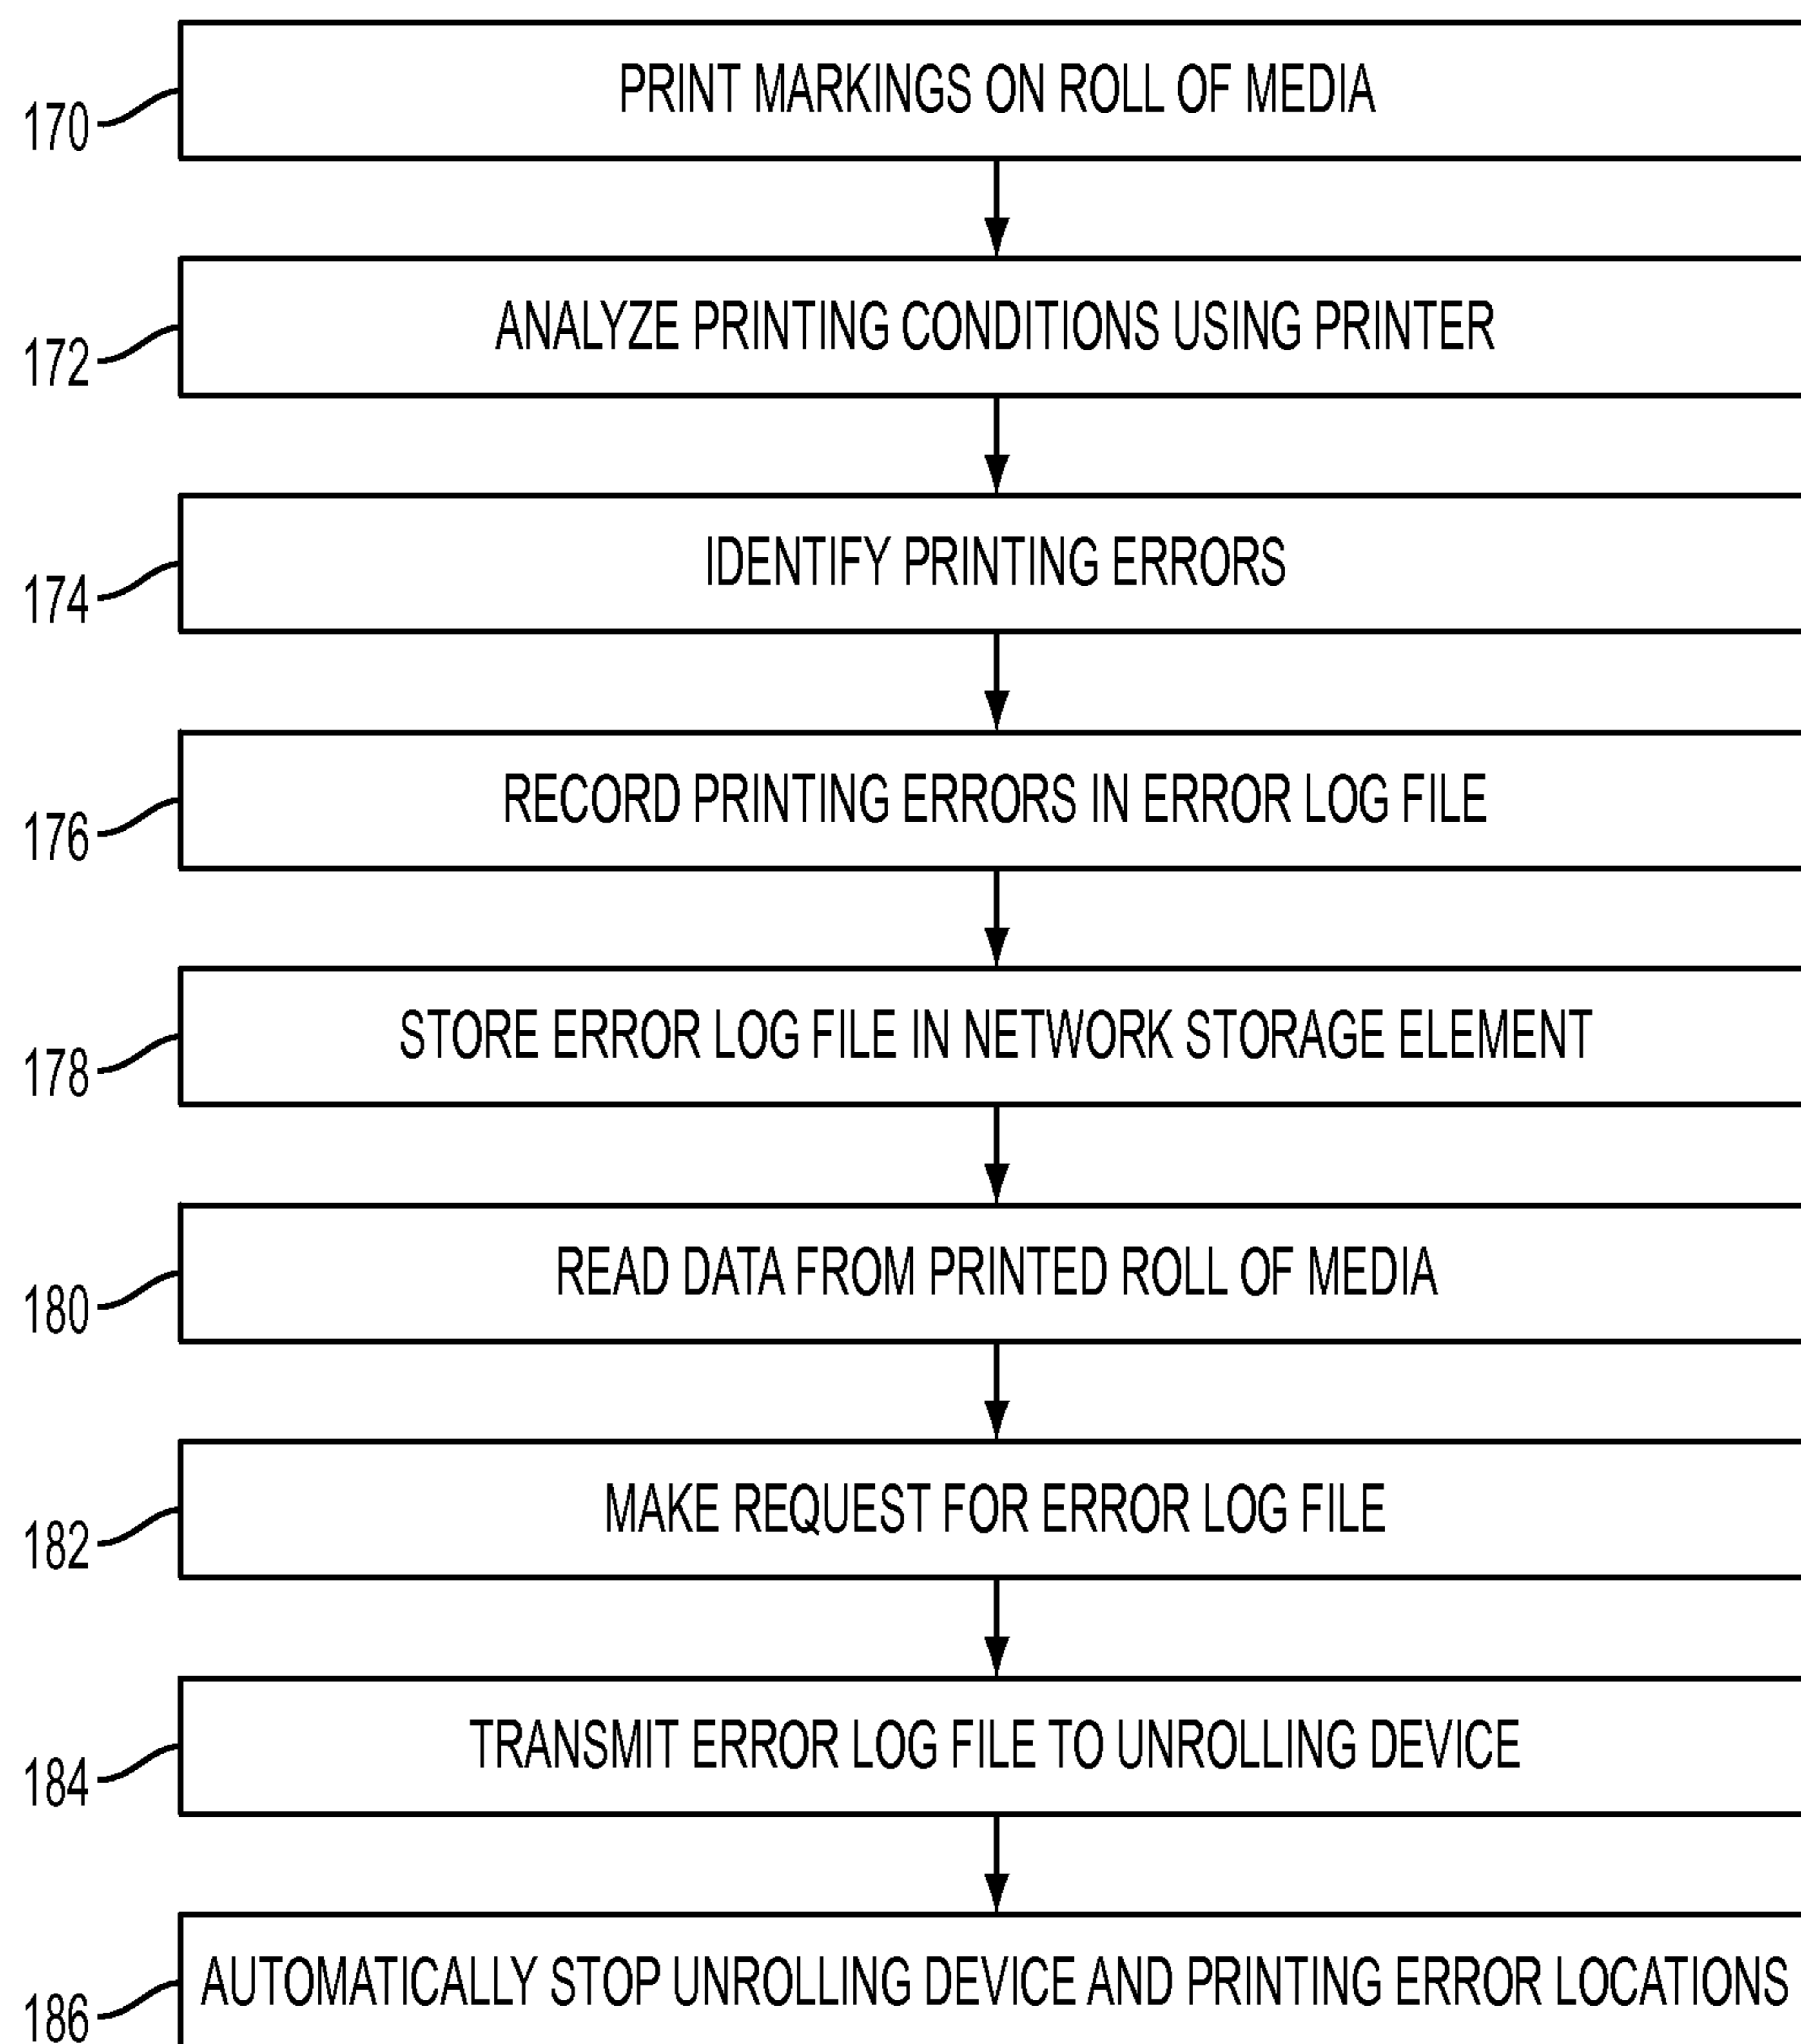 170 PRINT MARKINGS ON ROLL OF MEDIA
172 ANALYZE PRINTING CONDITIONS USING PRINTER
174 IDENTIFY PRINTING ERRORS
176 RECORD PRINTING ERRORS IN ERROR LOG FILE
178 STORE ERROR LOG FILE IN NETWORK STORAGE ELEMENT
180 READ DATA FROM PRINTED ROLL OF MEDIA
182 MAKE REQUEST FOR ERROR LOG FILE
184 TRANSMIT ERROR LOG FILE TO UNROLLING DEVICE
186 AUTOMATICALLY STOP UNROLLING DEVICE AND PRINTING ERROR LOCATIONS